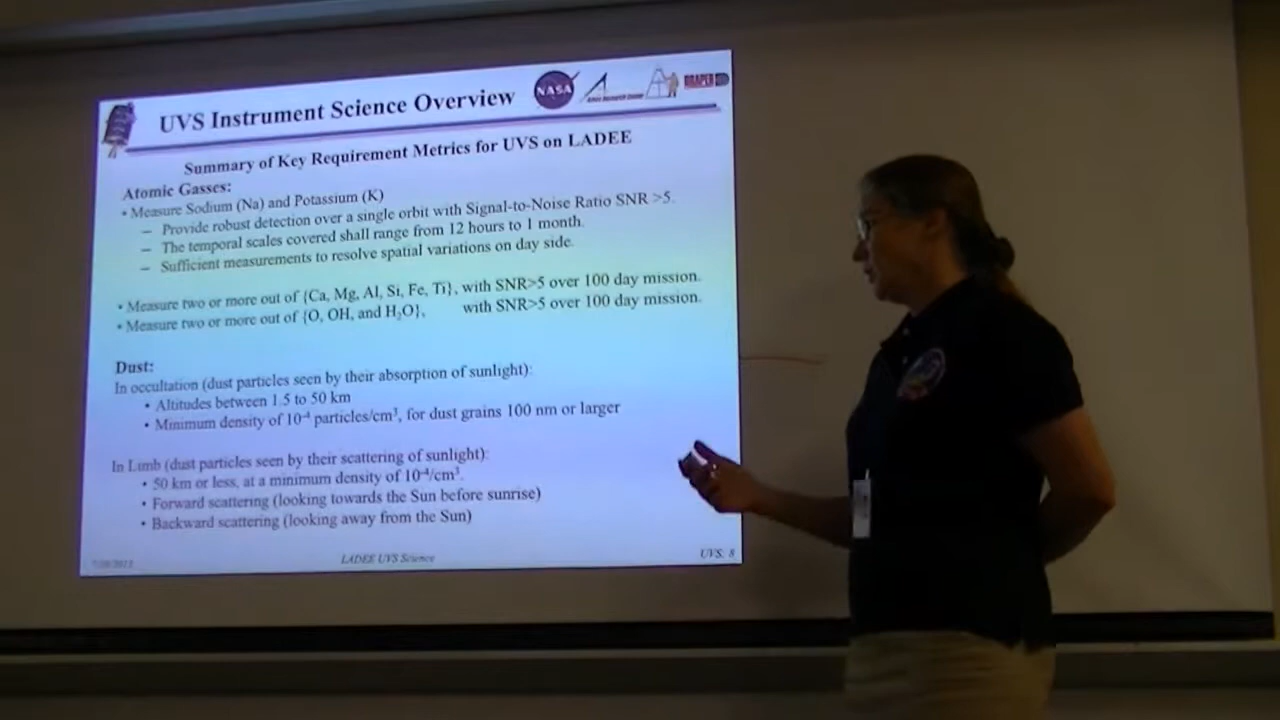 UVS Instrument Science Overview
NASA
DRAPER
Summary of Key Requirement Metrics for UVS on LADEE
Atomic Gasses:
• Measure Sodium (Na) and Potassium (K)
– Provide robust detection over a single orbit with Signal-to-Noise Ratio SNR >5.
– The temporal scales covered shall range from 12 hours to 1 month.
– Sufficient measurements to resolve spatial variations on day side.
• Measure two or more out of {Ca, Mg, Al, Si, Fe, Ti}, with SNR>5 over 100 day mission.
• Measure two or more out of {O, OH, and H₂O}, with SNR>5 over 100 day mission.
Dust:
In occultation (dust particles seen by their absorption of sunlight):
• Altitudes between 1.5 to 50 km
• Minimum density of 10⁻⁴ particles/cm³, for dust grains 100 nm or larger
In Limb (dust particles seen by their scattering of sunlight):
• 50 km or less, at a minimum density of 10⁻⁴/cm³.
• Forward scattering (looking towards the Sun before sunrise)
• Backward scattering (looking away from the Sun)
LADEE UVS Science
UVS: 8